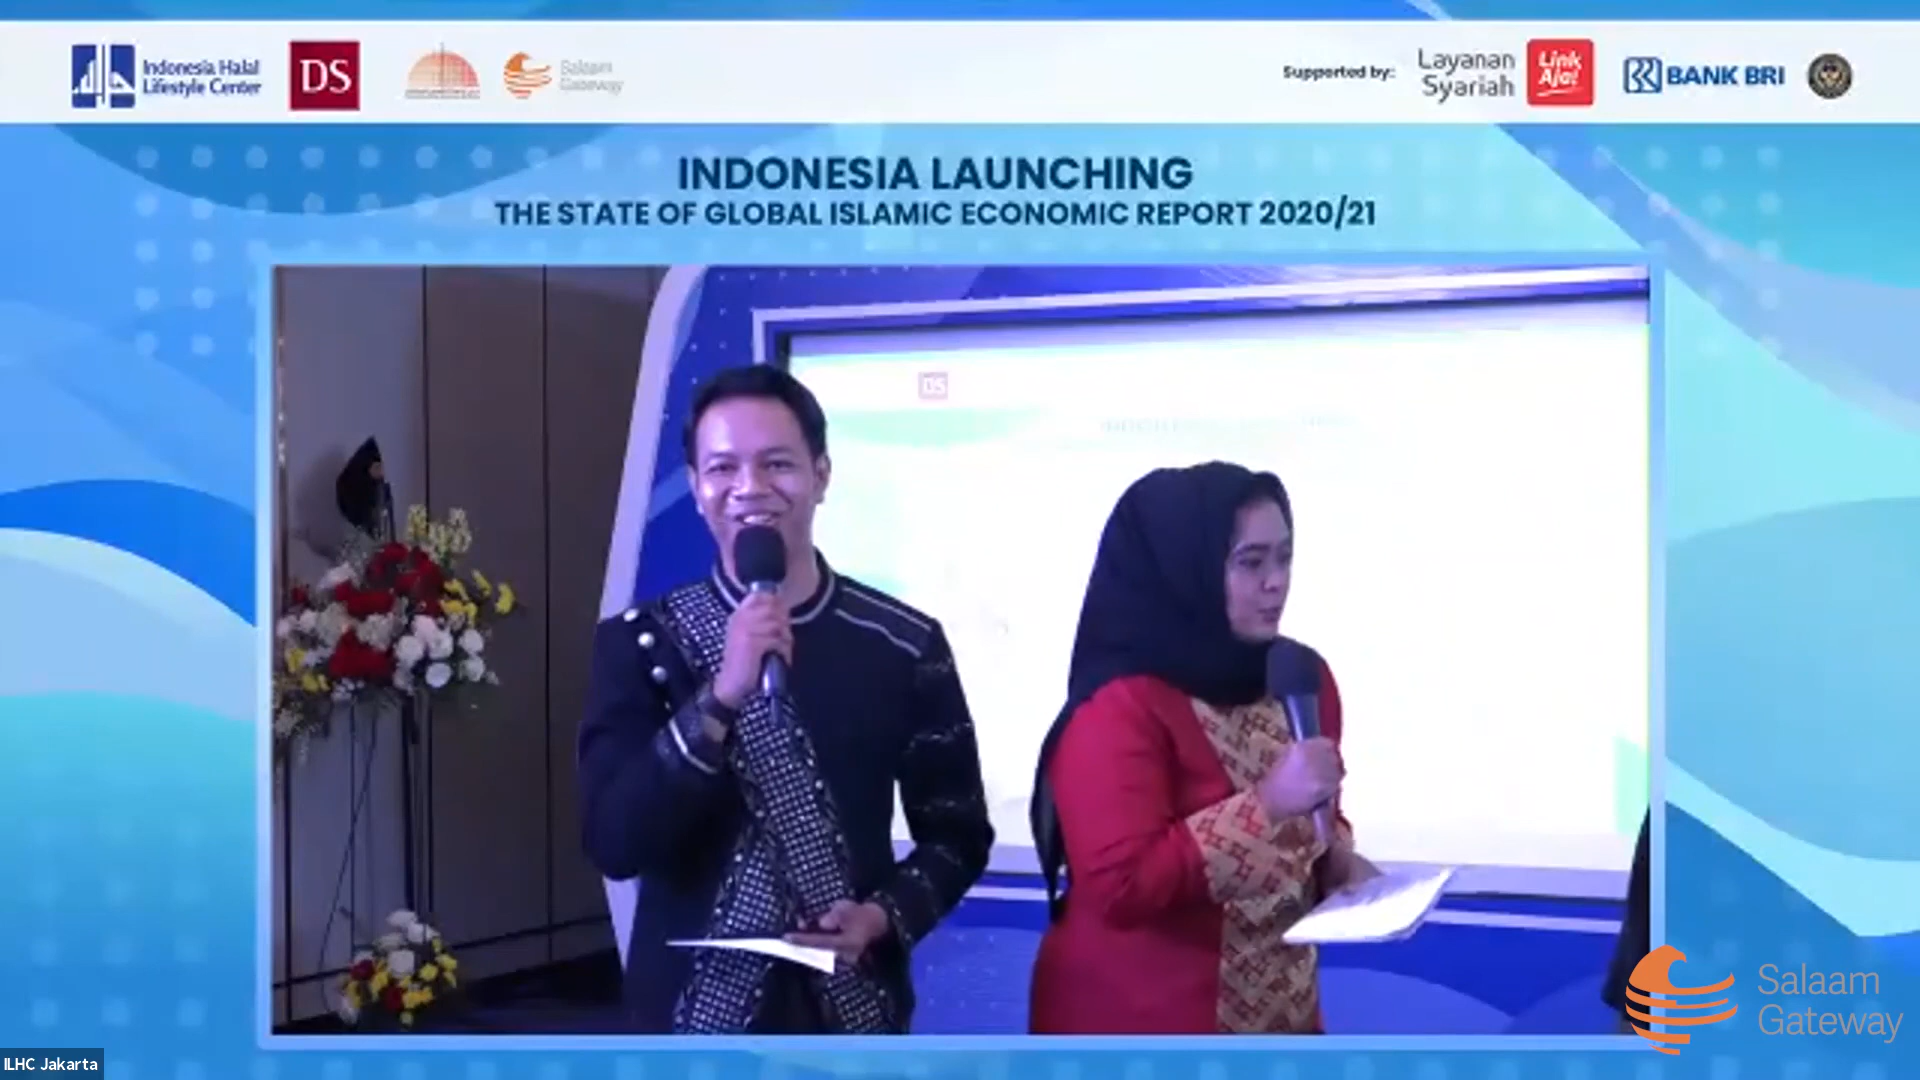 Indonesia Halal
Lifestyle Center
DS
Salaam
Gateway
Supported by:
Layanan
Syariah
Link
Aja!
BANK BRI
INDONESIA LAUNCHING
THE STATE OF GLOBAL ISLAMIC ECONOMIC REPORT 2020/21
DS
Salaam
Gateway
ILHC Jakarta